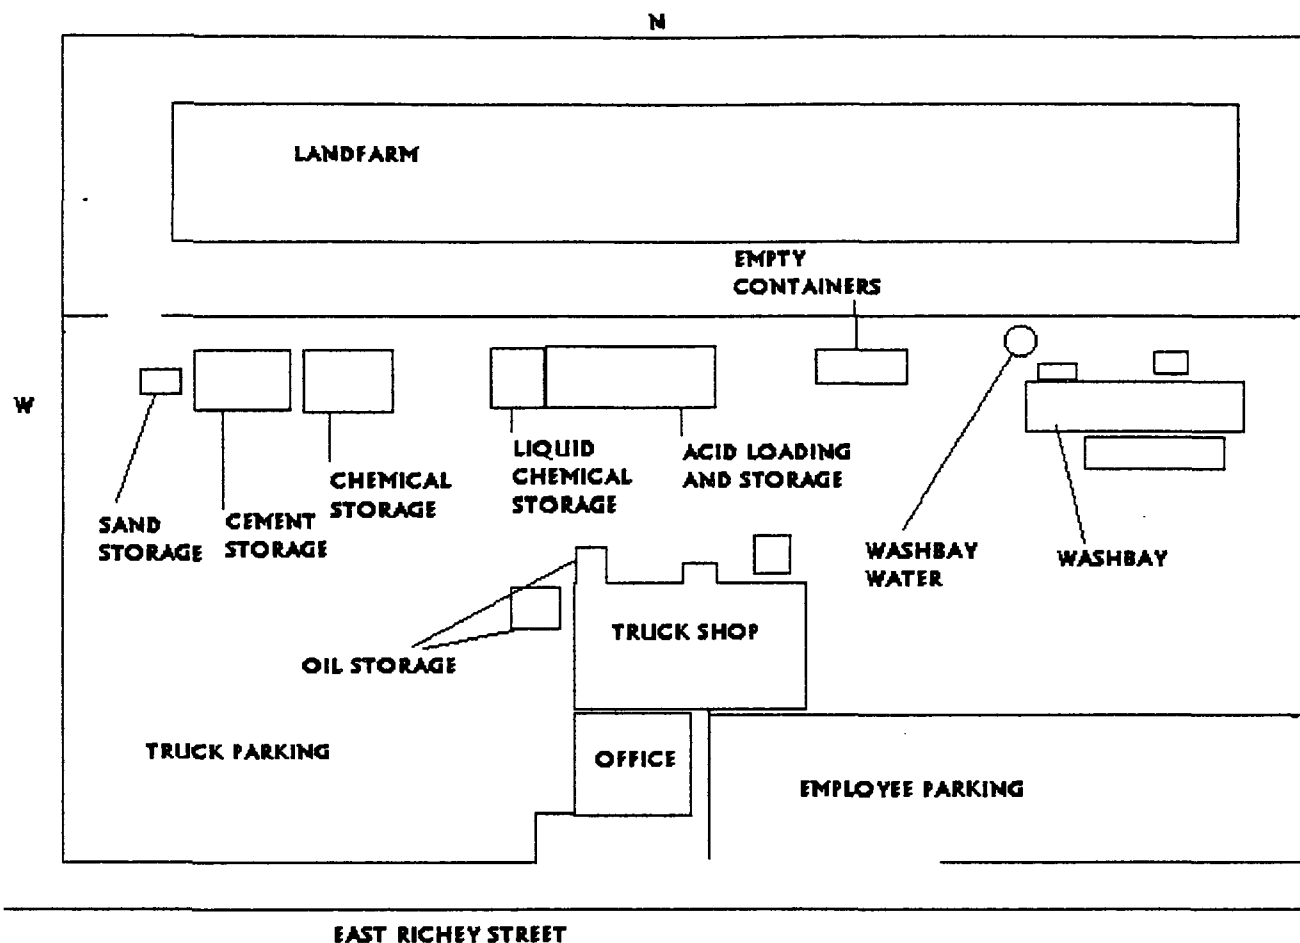 N
LANDFARM
EMPTY
CONTAINERS
W
LIQUID
CHEMICAL
STORAGE
ACID LOADING
AND STORAGE
CHEMICAL
STORAGE
SAND
STORAGE
CEMENT
STORAGE
WASHBAY
WATER
WASHBAY
TRUCK SHOP
OIL STORAGE
TRUCK PARKING
OFFICE
EMPLOYEE PARKING
EAST RICHEY STREET